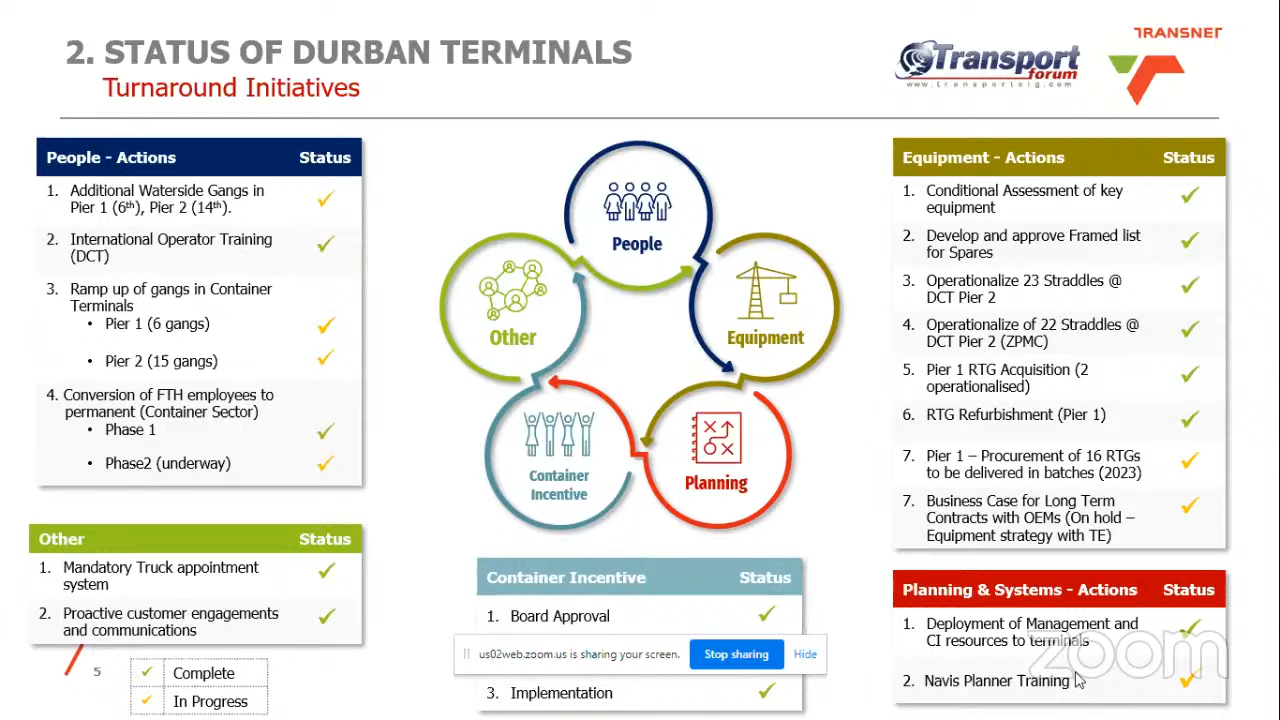 2. STATUS OF DURBAN TERMINALS
Turnaround Initiatives
Transport
forum
www.transportsig.com
TRANSNET
People - Actions Status
1. Additional Waterside Gangs in
Pier 1 (6th), Pier 2 (14th).
2. International Operator Training
(DCT)
3. Ramp up of gangs in Container
Terminals
• Pier 1 (6 gangs)
• Pier 2 (15 gangs)
4. Conversion of FTH employees to
permanent (Container Sector)
• Phase 1
• Phase2 (underway)
Other Status
1. Mandatory Truck appointment
system
2. Proactive customer engagements
and communications
5
Complete
In Progress
People
Equipment
Planning
Container
Incentive
Other
Container Incentive Status
1. Board Approval
us02web.zoom.us is sharing your screen. Stop sharing Hide
3. Implementation
Equipment - Actions Status
1. Conditional Assessment of key
equipment
2. Develop and approve Framed list
for Spares
3. Operationalize 23 Straddles @
DCT Pier 2
4. Operationalize of 22 Straddles @
DCT Pier 2 (ZPMC)
5. Pier 1 RTG Acquisition (2
operationalised)
6. RTG Refurbishment (Pier 1)
7. Pier 1 – Procurement of 16 RTGs
to be delivered in batches (2023)
7. Business Case for Long Term
Contracts with OEMs (On hold –
Equipment strategy with TE)
Planning & Systems - Actions Status
1. Deployment of Management and
CI resources to terminals
2. Navis Planner Training
zoom